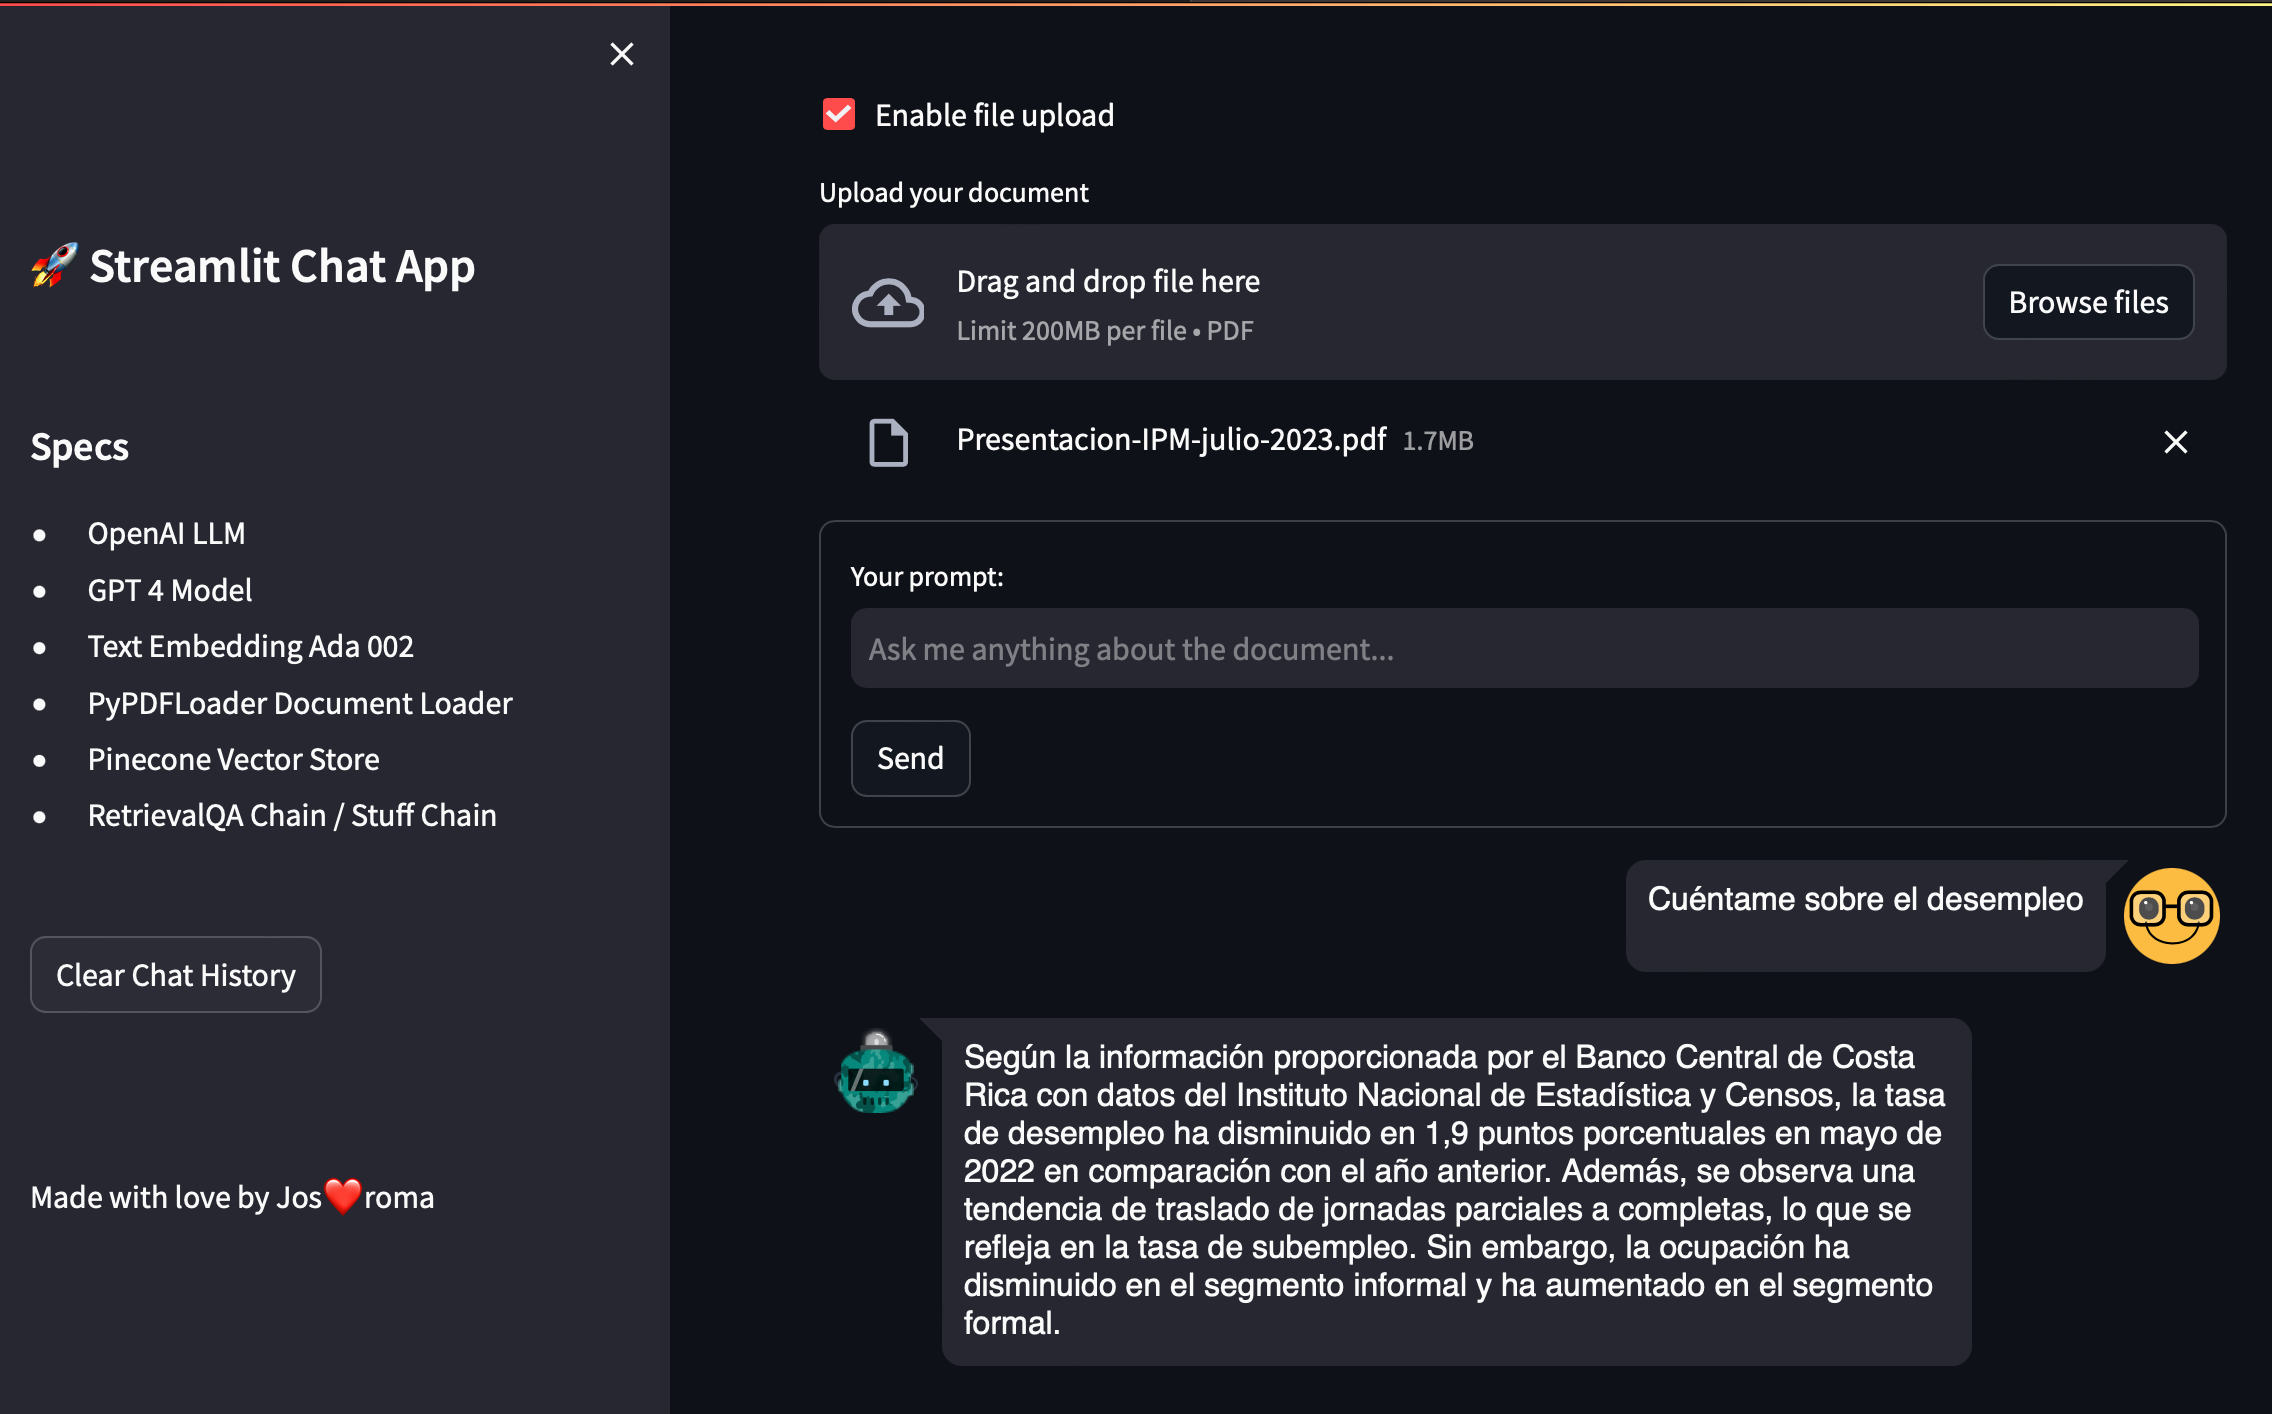 🚀 Streamlit Chat App
Specs
• OpenAI LLM
• GPT 4 Model
• Text Embedding Ada 002
• PyPDFLoader Document Loader
• Pinecone Vector Store
• RetrievalQA Chain / Stuff Chain
Clear Chat History
Made with love by Jos❤️roma
Enable file upload
Upload your document
Drag and drop file here
Limit 200MB per file • PDF
Browse files
Presentacion-IPM-julio-2023.pdf 1.7MB
Your prompt:
Ask me anything about the document...
Send
Cuéntame sobre el desempleo
Según la información proporcionada por el Banco Central de Costa
Rica con datos del Instituto Nacional de Estadística y Censos, la tasa
de desempleo ha disminuido en 1,9 puntos porcentuales en mayo de
2022 en comparación con el año anterior. Además, se observa una
tendencia de traslado de jornadas parciales a completas, lo que se
refleja en la tasa de subempleo. Sin embargo, la ocupación ha
disminuido en el segmento informal y ha aumentado en el segmento
formal.